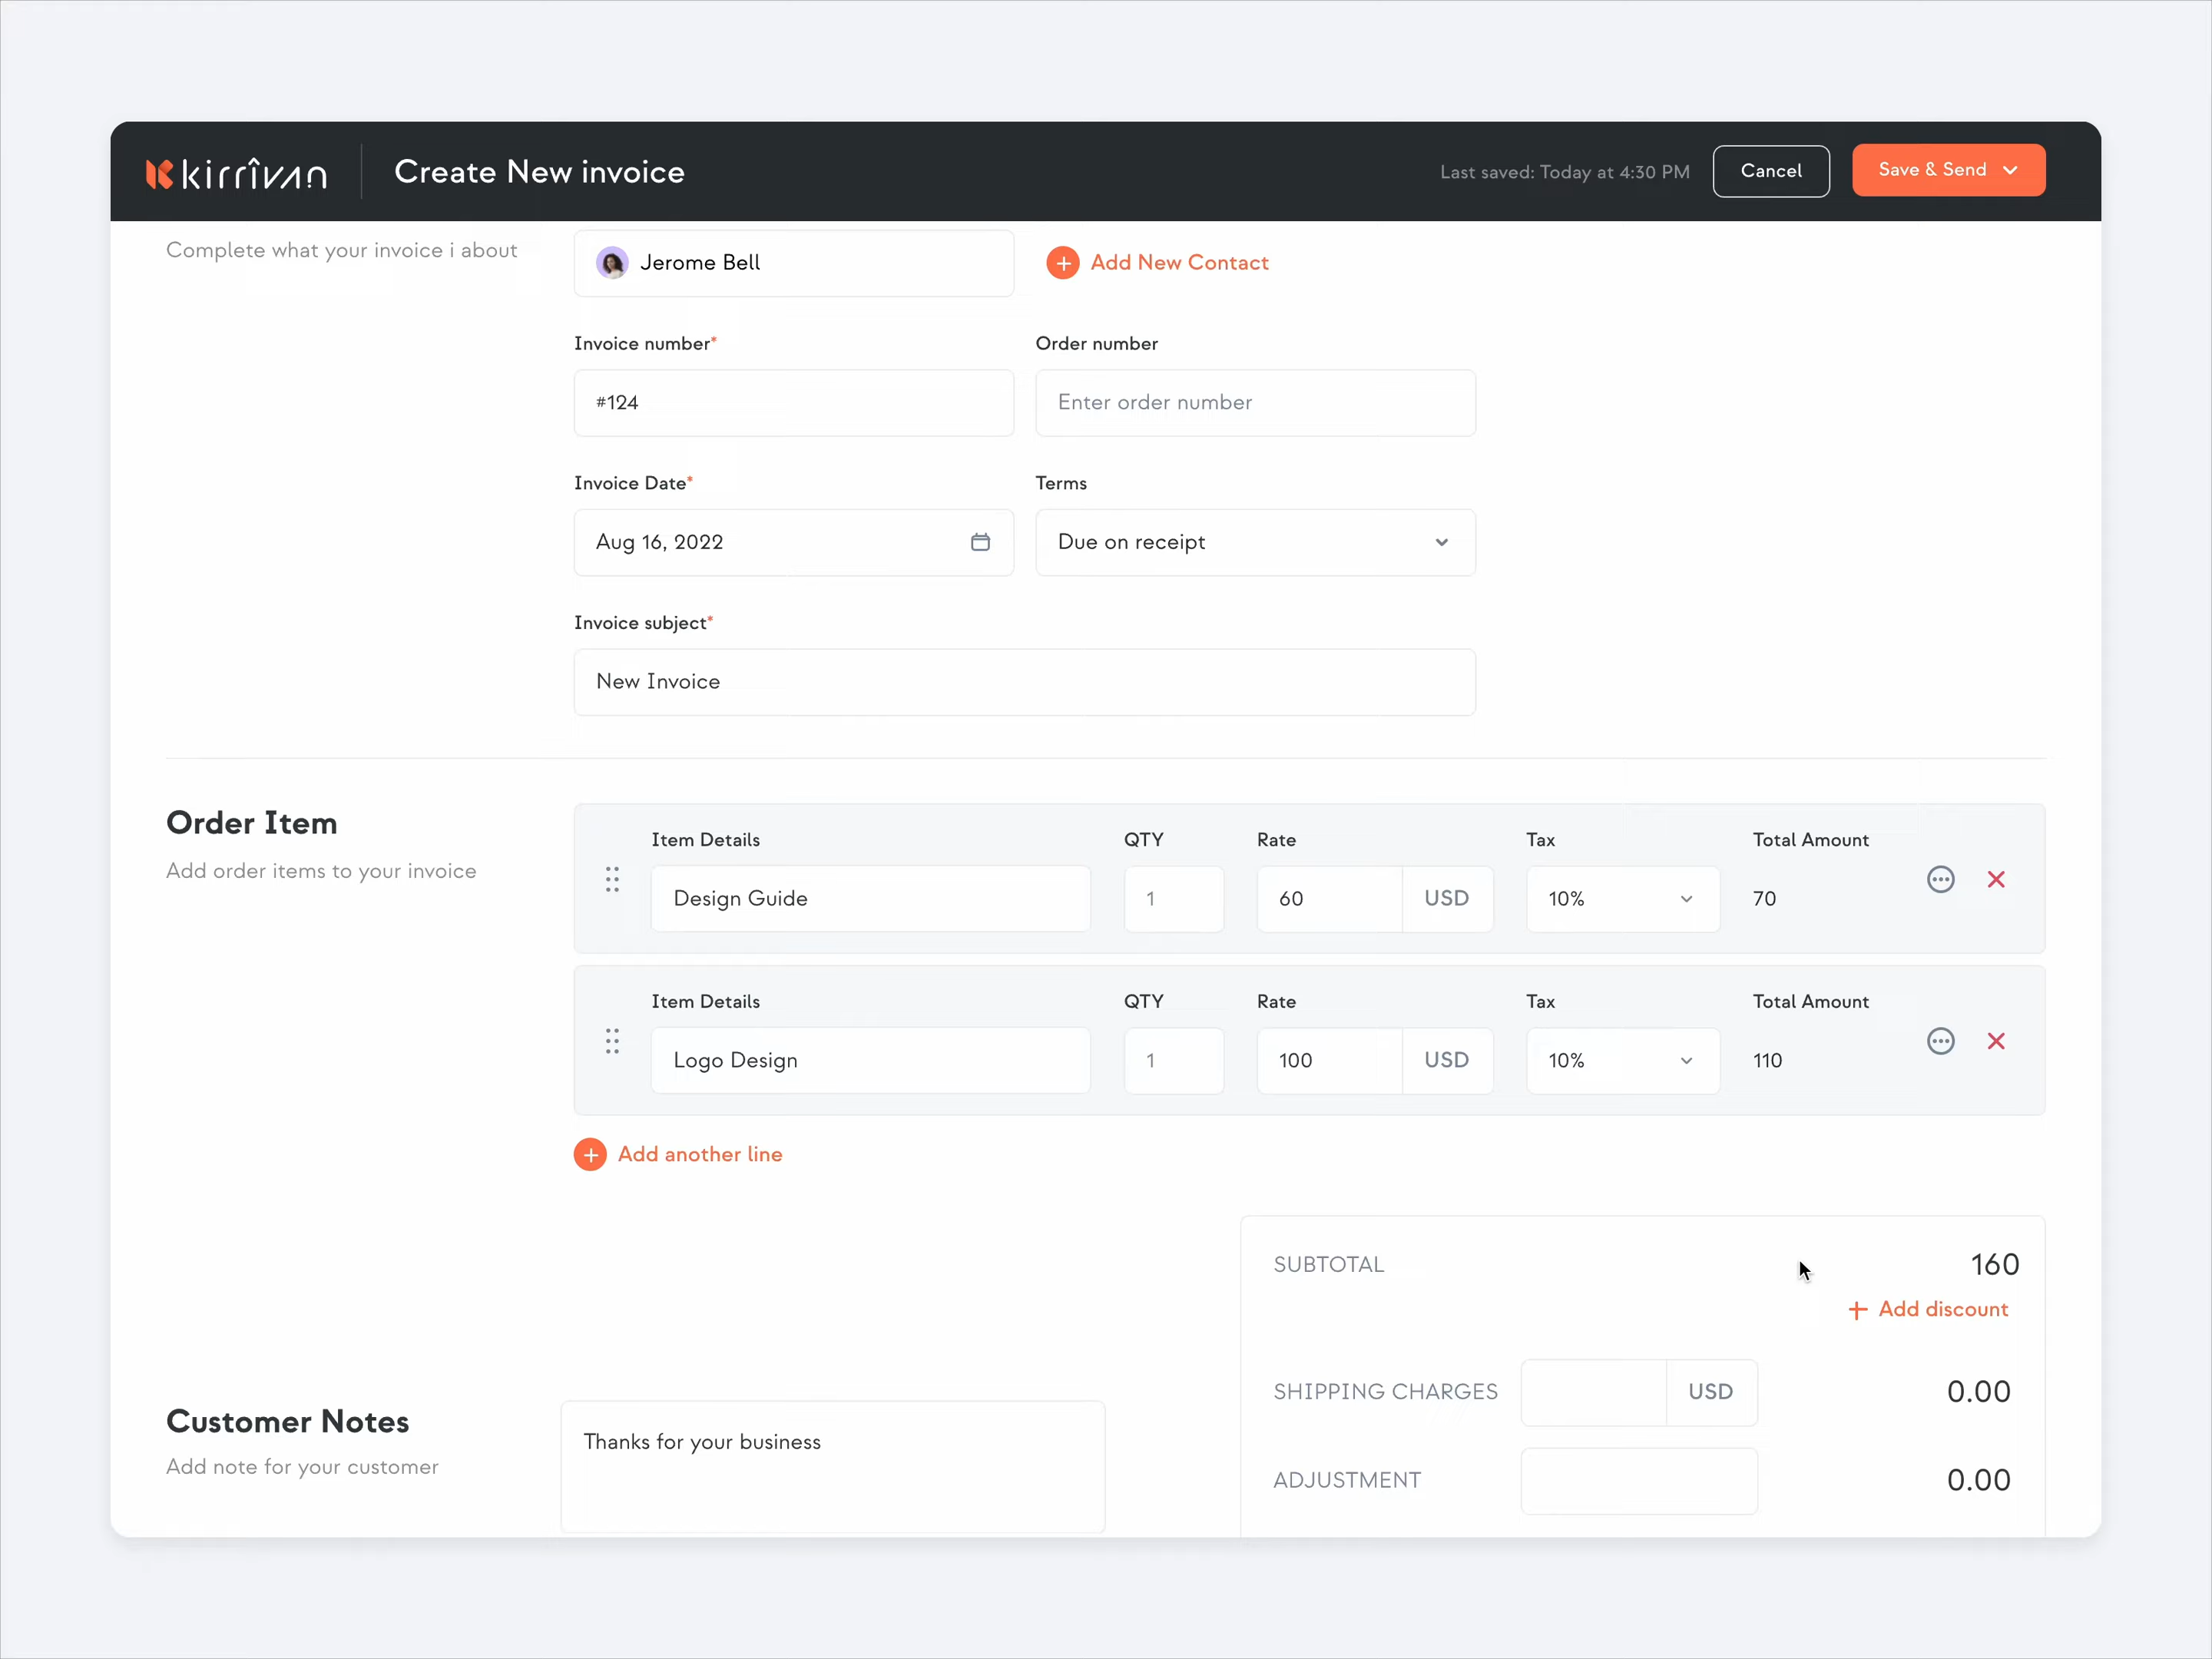 kirrîvan
Create New invoice
Last saved: Today at 4:30 PM
Cancel
Save & Send
Complete what your invoice i about
Jerome Bell
Add New Contact
Invoice number*
Order number
#124
Enter order number
Invoice Date*
Terms
Aug 16, 2022
Due on receipt
Invoice subject*
New Invoice
Order Item
Add order items to your invoice
Item Details QTY Rate Tax Total Amount
Design Guide 1 60 USD 10% 70
Item Details QTY Rate Tax Total Amount
Logo Design 1 100 USD 10% 110
Add another line
SUBTOTAL 160
Add discount
SHIPPING CHARGES USD 0.00
ADJUSTMENT 0.00
Customer Notes
Add note for your customer
Thanks for your business